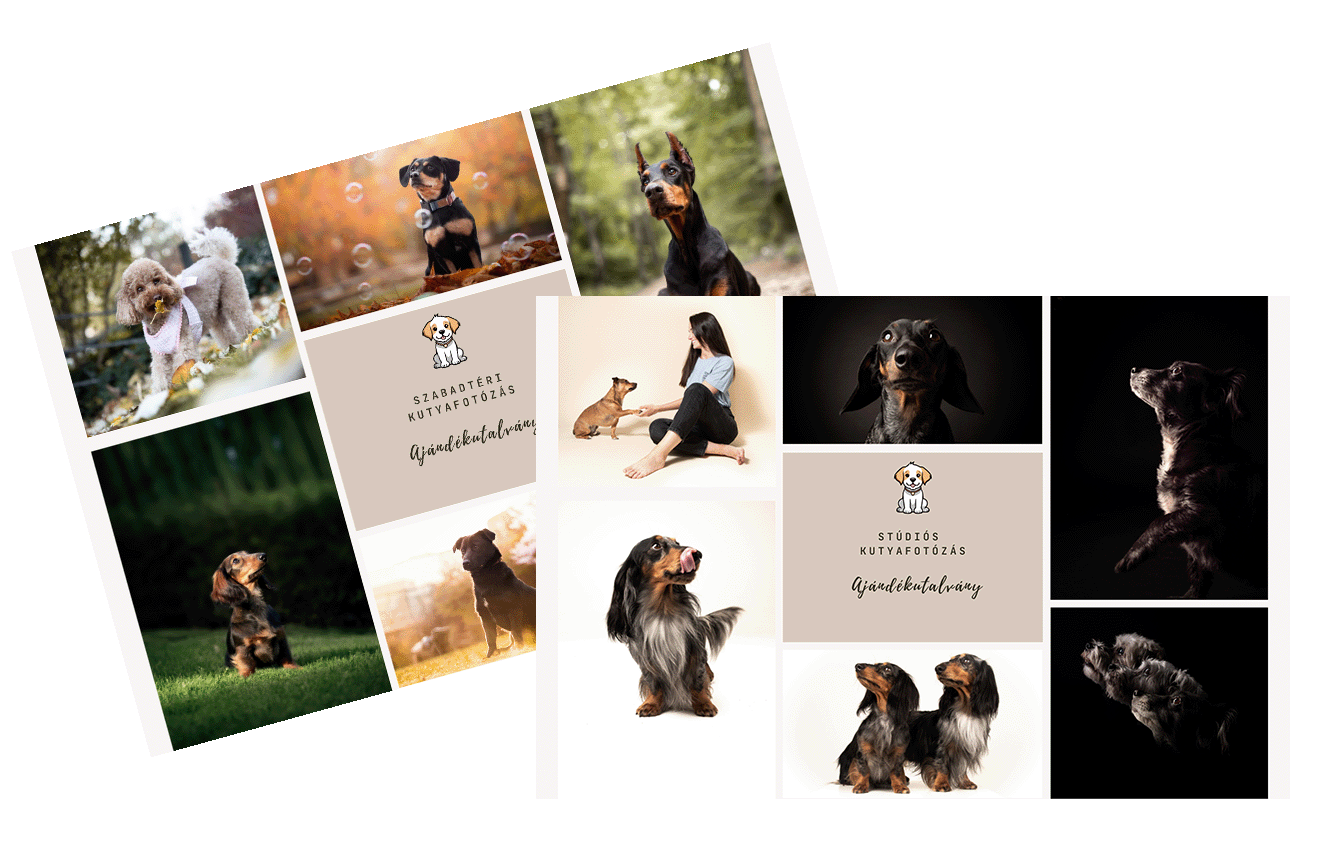 SZABADTÉRI
KUTYAFOTÓZÁS
Ajándékutalvány
STÚDIÓS
KUTYAFOTÓZÁS
Ajándékutalvány